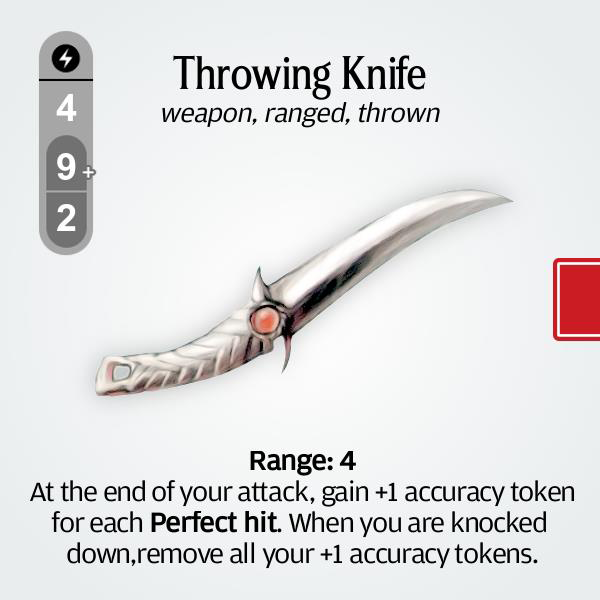 Throwing Knife
weapon, ranged, thrown
4
9+
2
Range: 4
At the end of your attack, gain +1 accuracy token
for each Perfect hit. When you are knocked
down,remove all your +1 accuracy tokens.